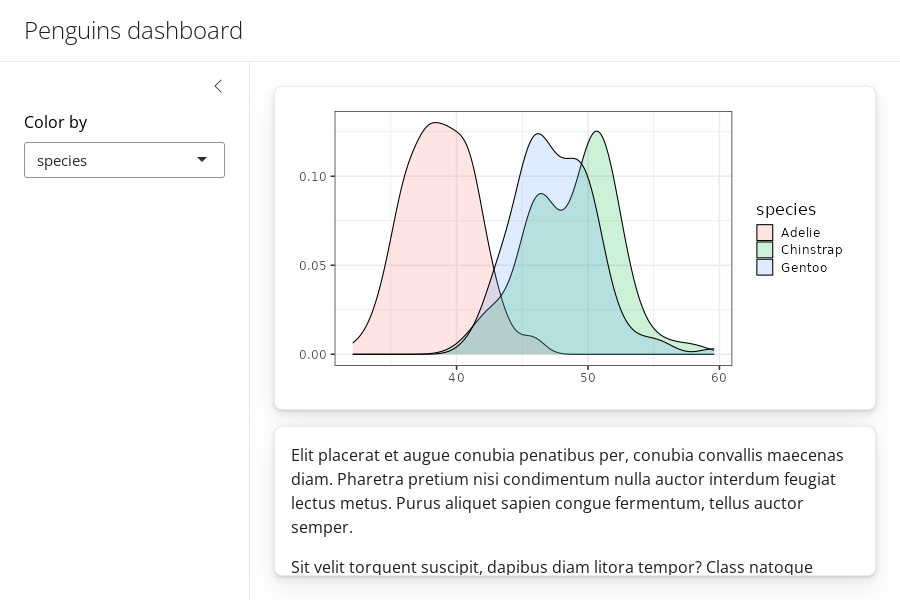 Penguins dashboard
Color by
species
0.10
0.05
0.00
40 50 60
species
Adelie
Chinstrap
Gentoo
Elit placerat et augue conubia penatibus per, conubia convallis maecenas
diam. Pharetra pretium nisi condimentum nulla auctor interdum feugiat
lectus metus. Purus aliquet sapien congue fermentum, tellus auctor
semper.
Sit velit torquent suscipit, dapibus diam litora tempor? Class natoque